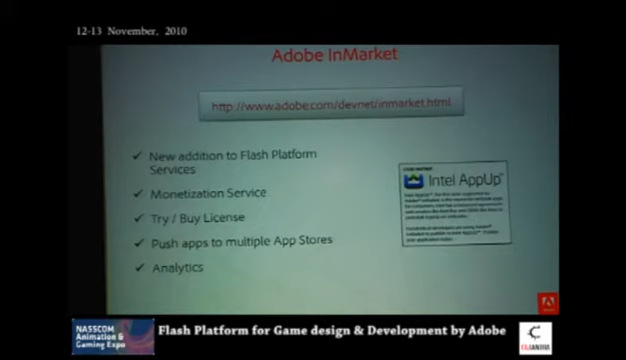 12-13 November, 2010
Adobe InMarket
http://www.adobe.com/devnet/inmarket.html
✓ New addition to Flash Platform
Services
✓ Monetization Service
✓ Try / Buy License
✓ Push apps to multiple App Stores
✓ Analytics
Intel AppUp
NASSCOM
Animation &
Gaming Expo
Flash Platform for Game design & Development by Adobe